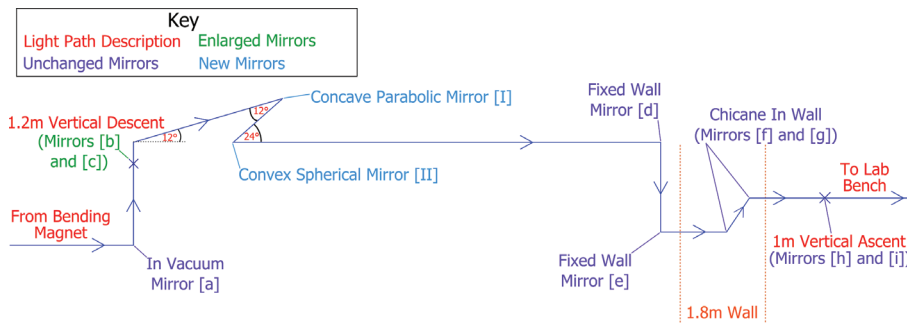 Key
Light Path Description
Enlarged Mirrors
Unchanged Mirrors
New Mirrors
1.2m Vertical Descent
(Mirrors [b]
and [c])
12°
12°
24°
Concave Parabolic Mirror [I]
Convex Spherical Mirror [II]
From Bending
Magnet
In Vacuum
Mirror [a]
Fixed Wall
Mirror [d]
Fixed Wall
Mirror [e]
Chicane In Wall
(Mirrors [f] and [g])
To Lab
Bench
1m Vertical Ascent
(Mirrors [h] and [i])
1.8m Wall